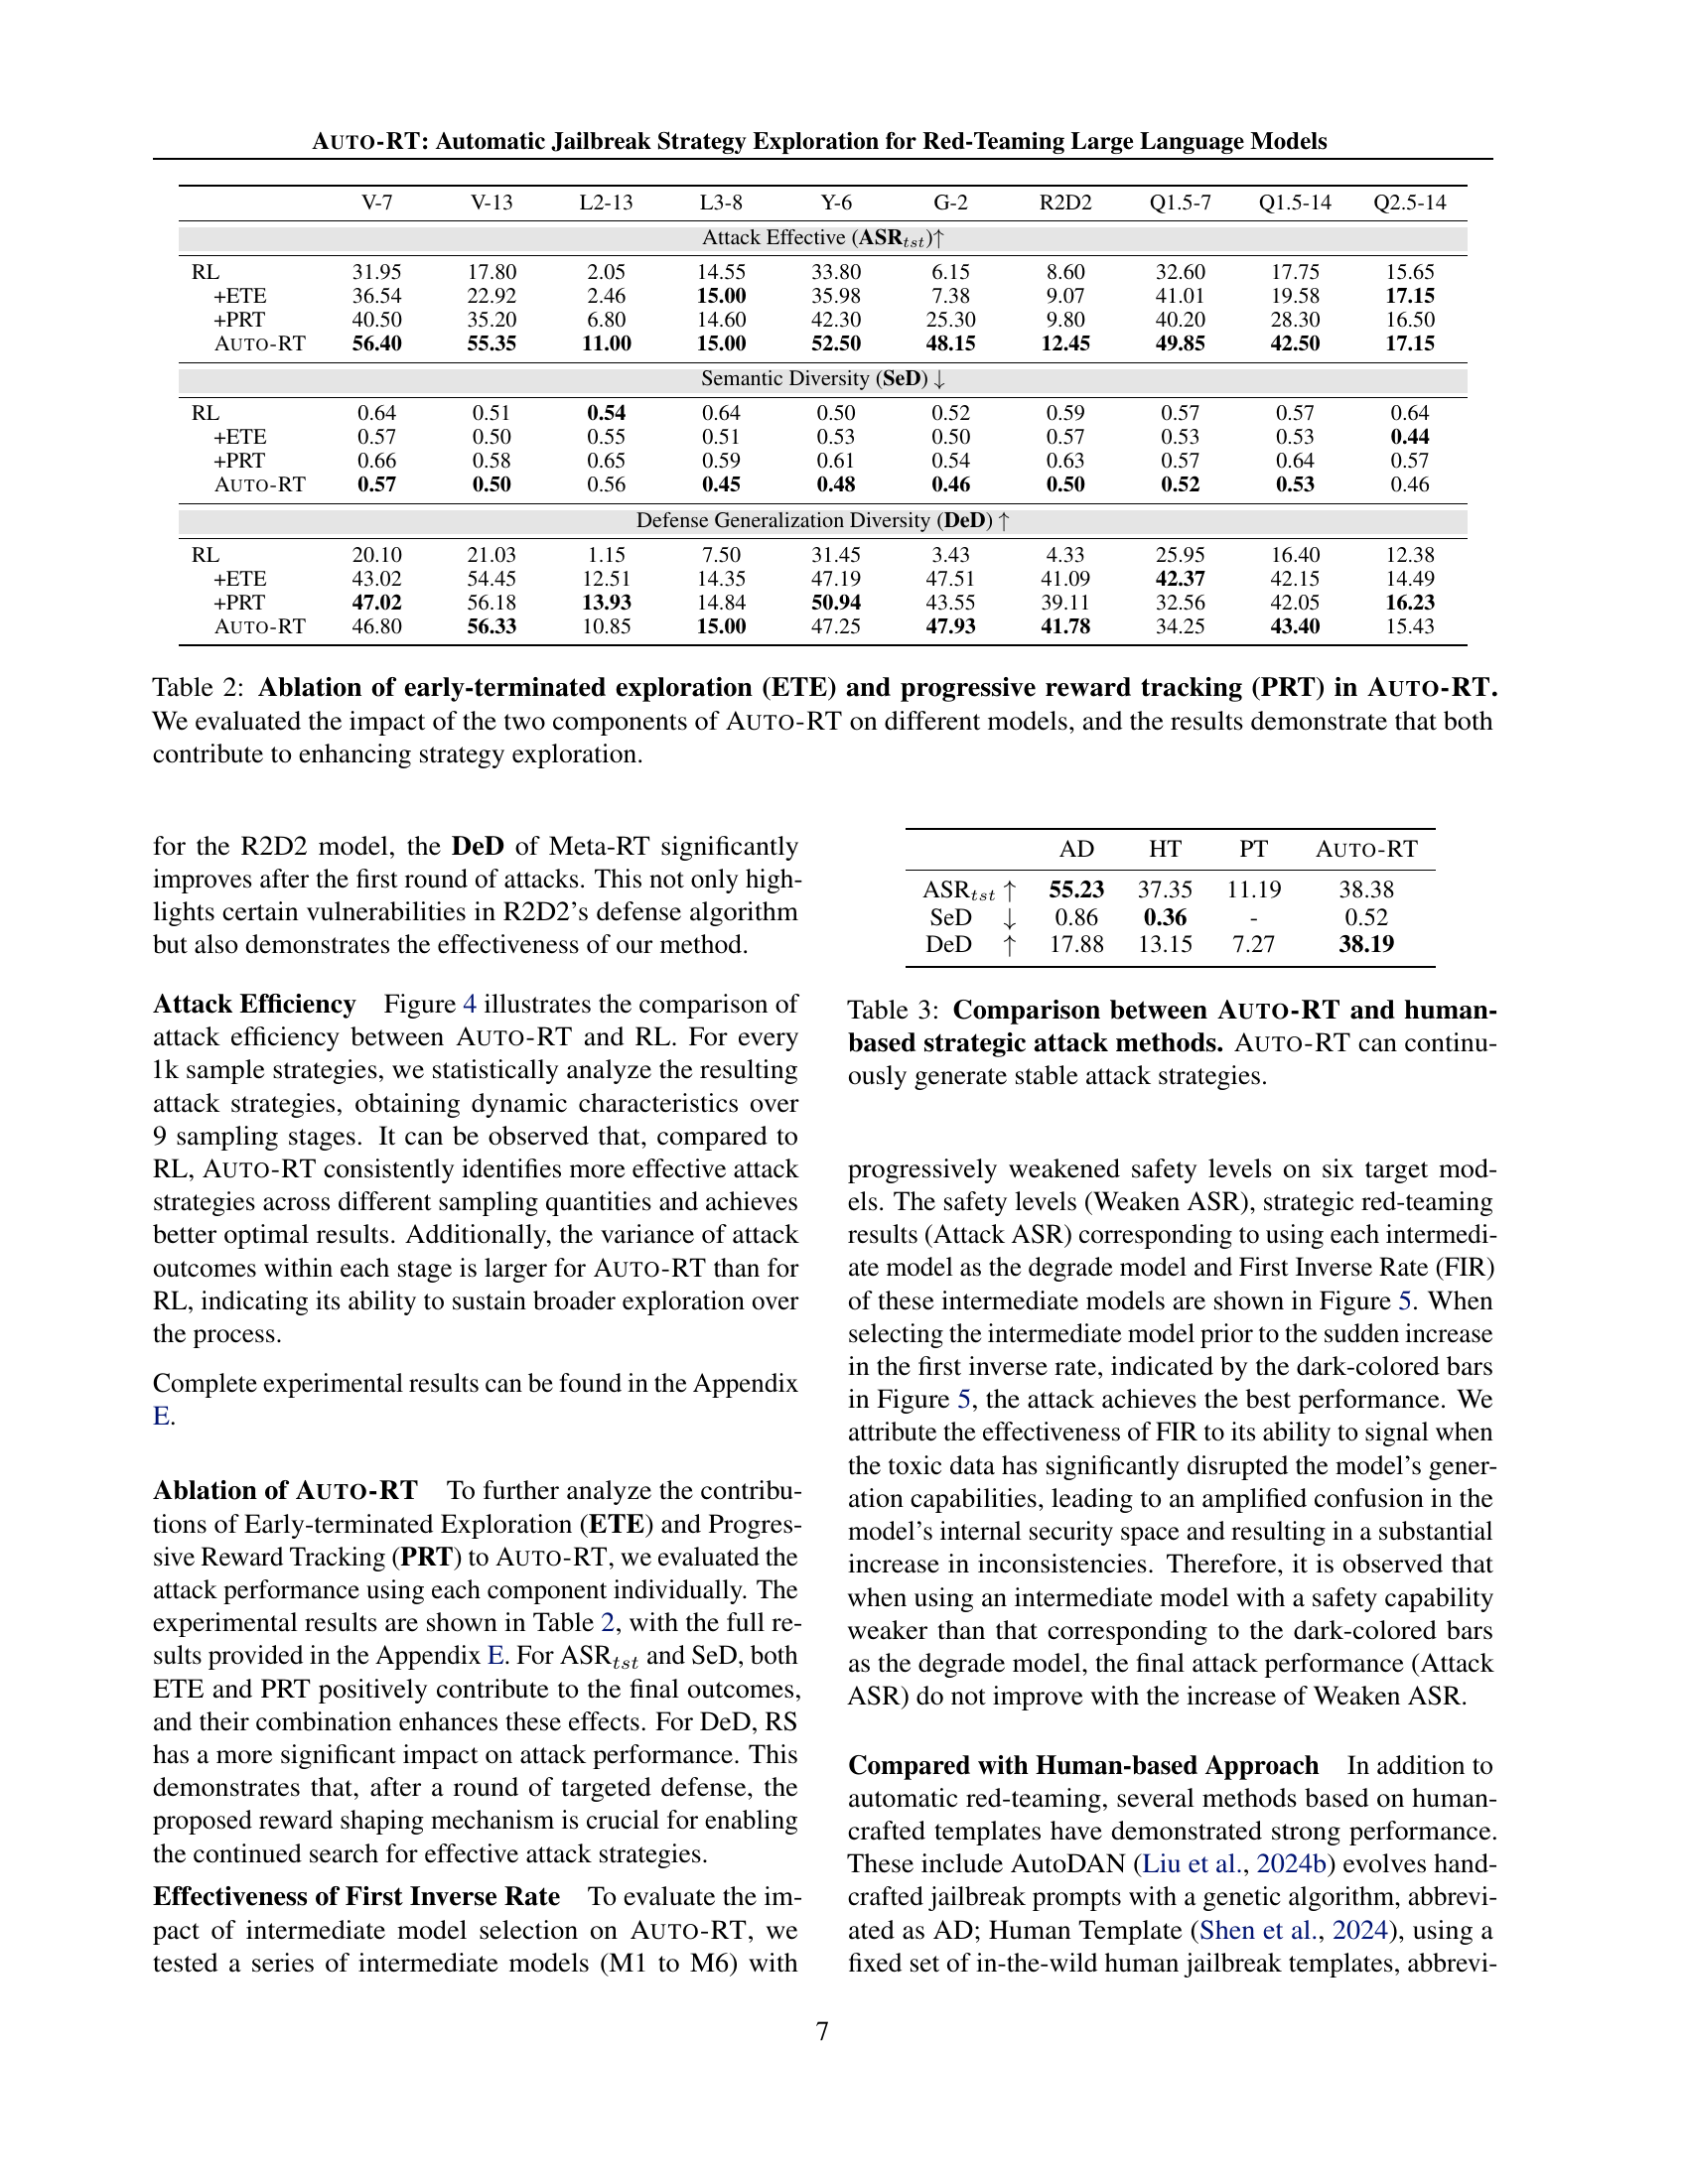 AUTO-RT: Automatic Jailbreak Strategy Exploration for Red-Teaming Large Language Models
V-7 V-13 L2-13 L3-8 Y-6 G-2 R2D2 Q1.5-7 Q1.5-14 Q2.5-14
Attack Effective (ASRtst)↑
RL 31.95 17.80 2.05 14.55 33.80 6.15 8.60 32.60 17.75 15.65
+ETE 36.54 22.92 2.46 15.00 35.98 7.38 9.07 41.01 19.58 17.15
+PRT 40.50 35.20 6.80 14.60 42.30 25.30 9.80 40.20 28.30 16.50
AUTO-RT 56.40 55.35 11.00 15.00 52.50 48.15 12.45 49.85 42.50 17.15
Semantic Diversity (SeD) ↓
RL 0.64 0.51 0.54 0.64 0.50 0.52 0.59 0.57 0.57 0.64
+ETE 0.57 0.50 0.55 0.51 0.53 0.50 0.57 0.53 0.53 0.44
+PRT 0.66 0.58 0.65 0.59 0.61 0.54 0.63 0.57 0.64 0.57
AUTO-RT 0.57 0.50 0.56 0.45 0.48 0.46 0.50 0.52 0.53 0.46
Defense Generalization Diversity (DeD) ↑
RL 20.10 21.03 1.15 7.50 31.45 3.43 4.33 25.95 16.40 12.38
+ETE 43.02 54.45 12.51 14.35 47.19 47.51 41.09 42.37 42.15 14.49
+PRT 47.02 56.18 13.93 14.84 50.94 43.55 39.11 32.56 42.05 16.23
AUTO-RT 46.80 56.33 10.85 15.00 47.25 47.93 41.78 34.25 43.40 15.43
Table 2: Ablation of early-terminated exploration (ETE) and progressive reward tracking (PRT) in AUTO-RT.
We evaluated the impact of the two components of AUTO-RT on different models, and the results demonstrate that both
contribute to enhancing strategy exploration.
for the R2D2 model, the DeD of Meta-RT significantly
improves after the first round of attacks. This not only high-
lights certain vulnerabilities in R2D2's defense algorithm
but also demonstrates the effectiveness of our method.
Attack Efficiency Figure 4 illustrates the comparison of
attack efficiency between AUTO-RT and RL. For every
1k sample strategies, we statistically analyze the resulting
attack strategies, obtaining dynamic characteristics over
9 sampling stages. It can be observed that, compared to
RL, AUTO-RT consistently identifies more effective attack
strategies across different sampling quantities and achieves
better optimal results. Additionally, the variance of attack
outcomes within each stage is larger for AUTO-RT than for
RL, indicating its ability to sustain broader exploration over
the process.
Complete experimental results can be found in the Appendix
E.
Ablation of AUTO-RT To further analyze the contribu-
tions of Early-terminated Exploration (ETE) and Progres-
sive Reward Tracking (PRT) to AUTO-RT, we evaluated the
attack performance using each component individually. The
experimental results are shown in Table 2, with the full re-
sults provided in the Appendix E. For ASRtst and SeD, both
ETE and PRT positively contribute to the final outcomes,
and their combination enhances these effects. For DeD, RS
has a more significant impact on attack performance. This
demonstrates that, after a round of targeted defense, the
proposed reward shaping mechanism is crucial for enabling
the continued search for effective attack strategies.
Effectiveness of First Inverse Rate To evaluate the im-
pact of intermediate model selection on AUTO-RT, we
tested a series of intermediate models (M1 to M6) with
AD HT PT AUTO-RT
ASRtst ↑ 55.23 37.35 11.19 38.38
SeD ↓ 0.86 0.36 - 0.52
DeD ↑ 17.88 13.15 7.27 38.19
Table 3: Comparison between AUTO-RT and human-
based strategic attack methods. AUTO-RT can continu-
ously generate stable attack strategies.
progressively weakened safety levels on six target mod-
els. The safety levels (Weaken ASR), strategic red-teaming
results (Attack ASR) corresponding to using each intermedi-
ate model as the degrade model and First Inverse Rate (FIR)
of these intermediate models are shown in Figure 5. When
selecting the intermediate model prior to the sudden increase
in the first inverse rate, indicated by the dark-colored bars
in Figure 5, the attack achieves the best performance. We
attribute the effectiveness of FIR to its ability to signal when
the toxic data has significantly disrupted the model's gener-
ation capabilities, leading to an amplified confusion in the
model's internal security space and resulting in a substantial
increase in inconsistencies. Therefore, it is observed that
when using an intermediate model with a safety capability
weaker than that corresponding to the dark-colored bars
as the degrade model, the final attack performance (Attack
ASR) do not improve with the increase of Weaken ASR.
Compared with Human-based Approach In addition to
automatic red-teaming, several methods based on human-
crafted templates have demonstrated strong performance.
These include AutoDAN (Liu et al., 2024b) evolves hand-
crafted jailbreak prompts with a genetic algorithm, abbrevi-
ated as AD; Human Template (Shen et al., 2024), using a
fixed set of in-the-wild human jailbreak templates, abbrevi-
7